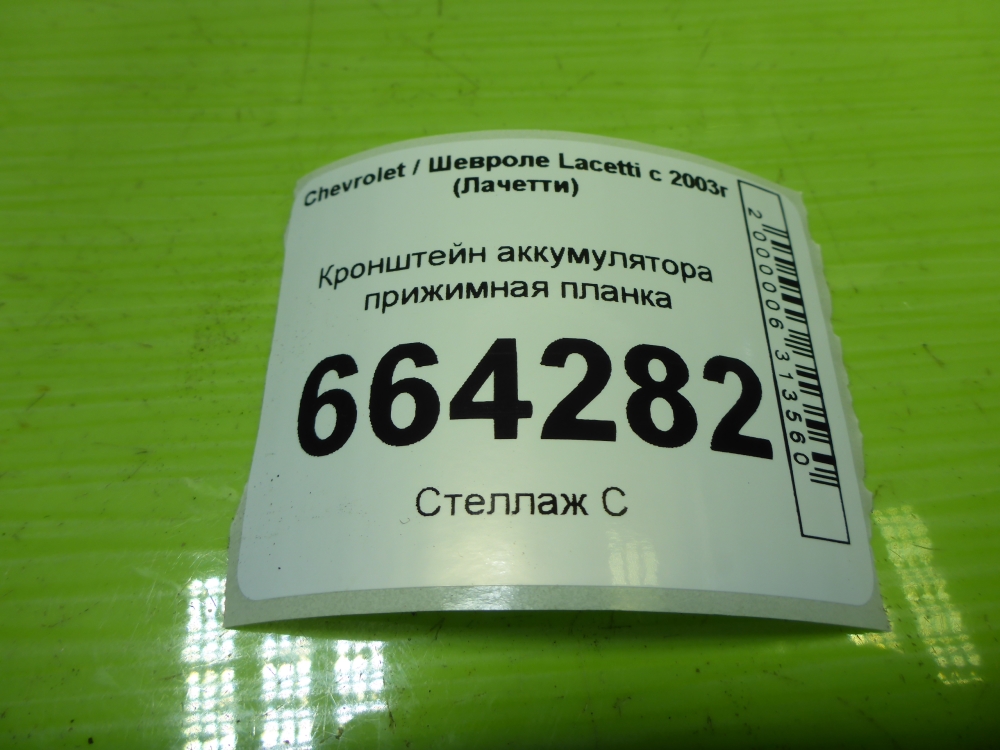 Chevrolet / Шевроле Lacetti с 2003г
(Лачетти)
Кронштейн аккумулятора
прижимная планка
664282
Стеллаж С
2000006313560